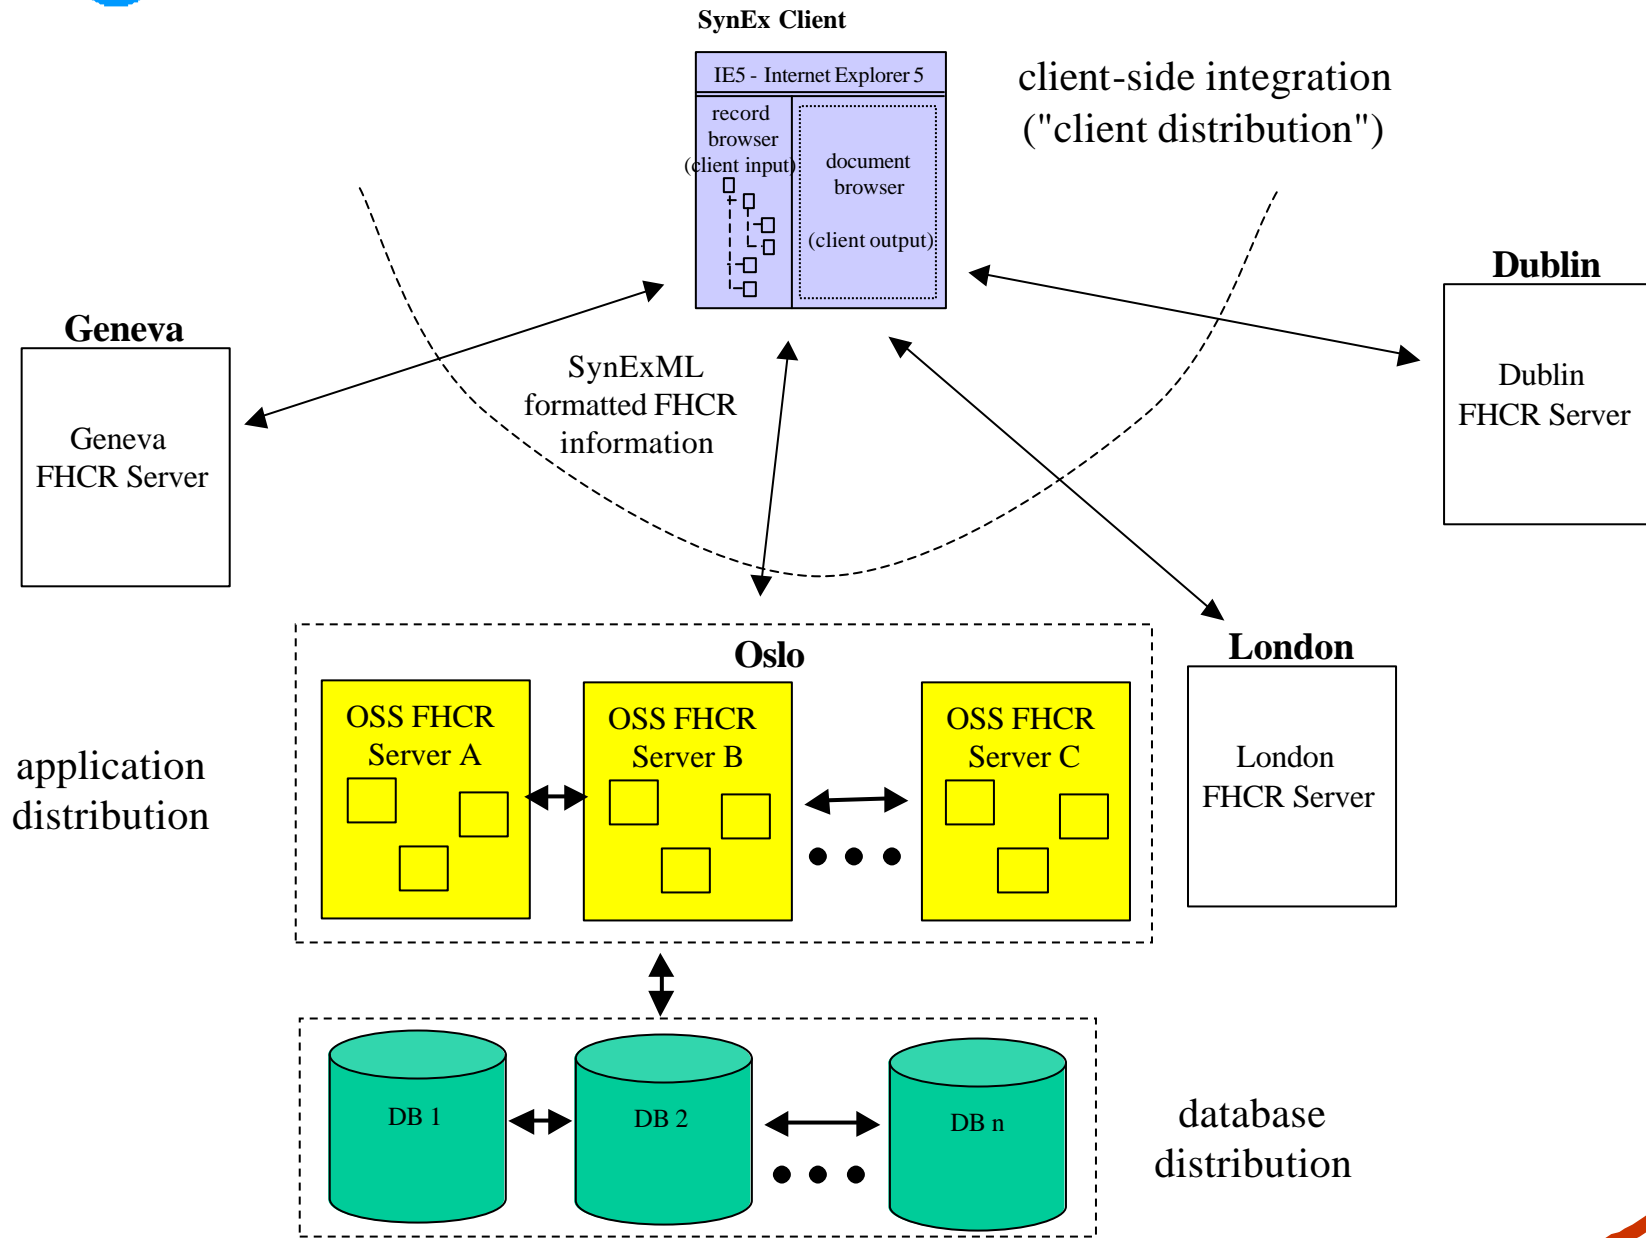 SynEx Client
IE5 - Internet Explorer 5
record
browser
(client input)
document
browser
(client output)
client-side integration
("client distribution")
Geneva
Geneva
FHCR Server
SynExML
formatted FHCR
information
Dublin
Dublin
FHCR Server
Oslo
OSS FHCR
Server A
OSS FHCR
Server B
OSS FHCR
Server C
London
London
FHCR Server
application
distribution
DB 1
DB 2
DB n
database
distribution